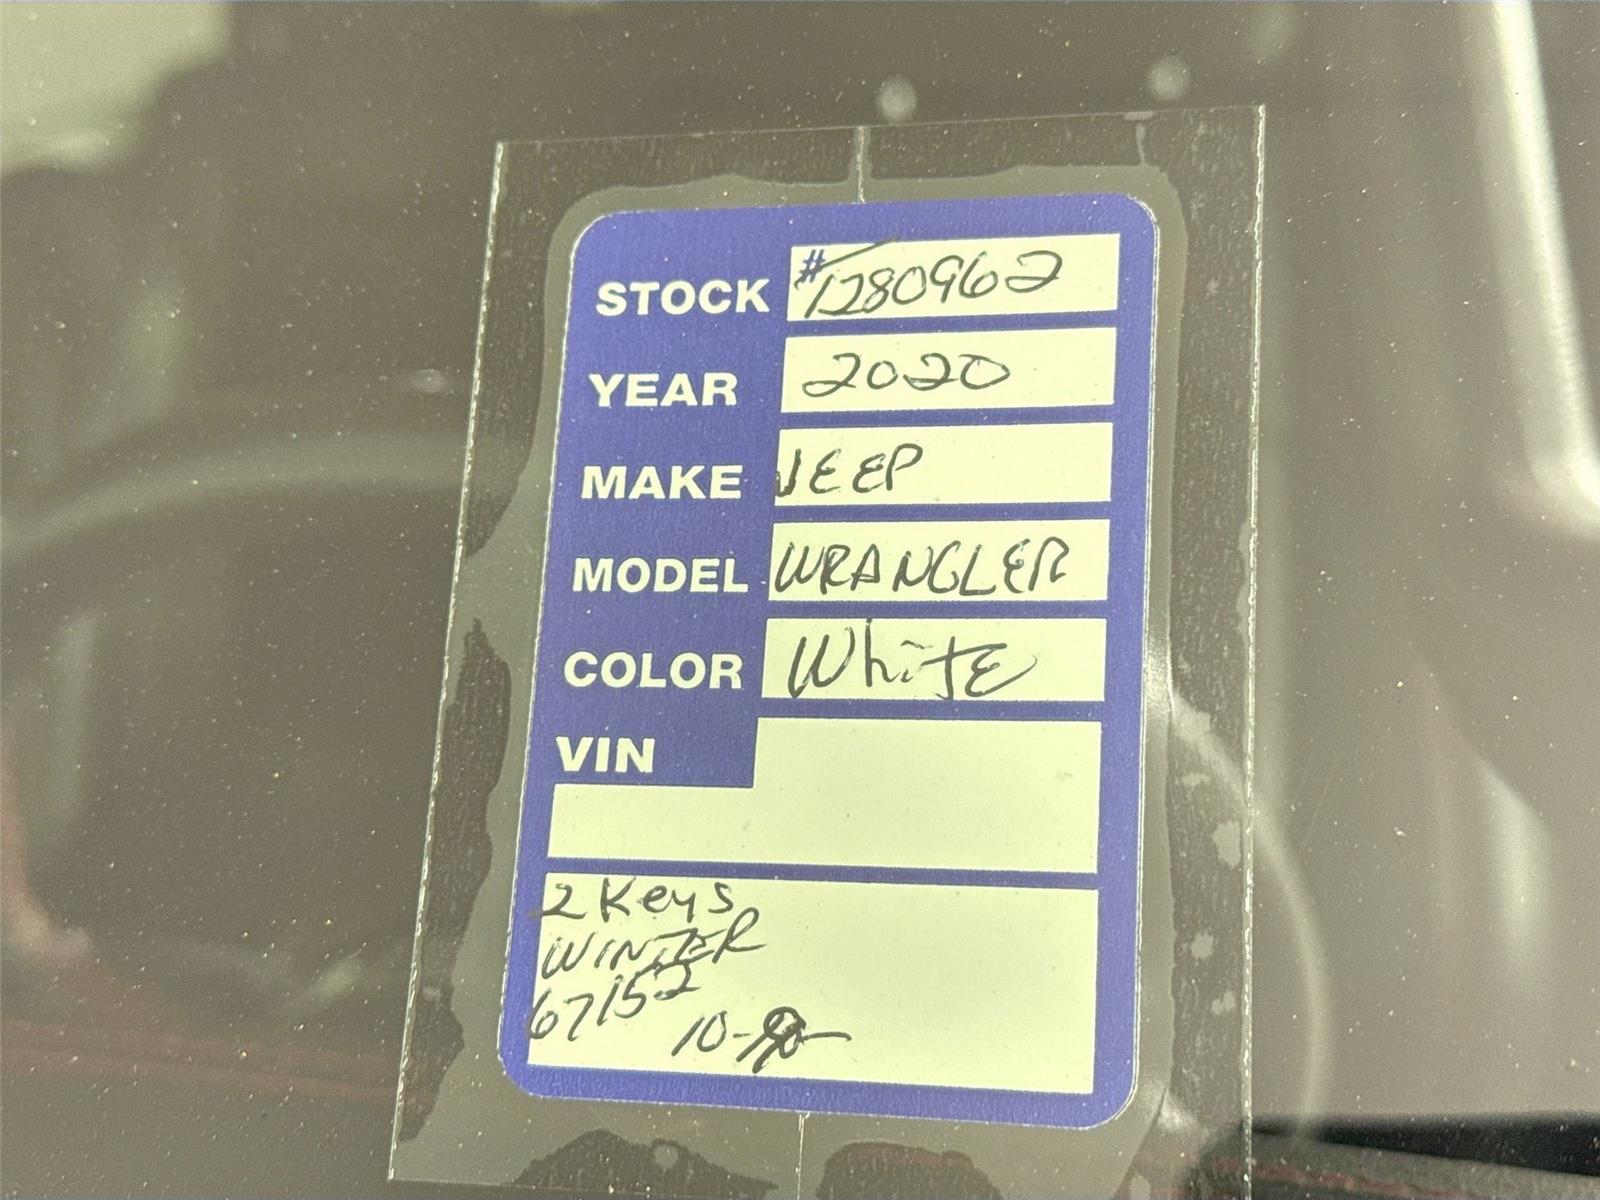 STOCK #1280962
YEAR 2020
MAKE JEEP
MODEL WRANGLER
COLOR White
VIN
2 Keys
WINTER
67152
10-